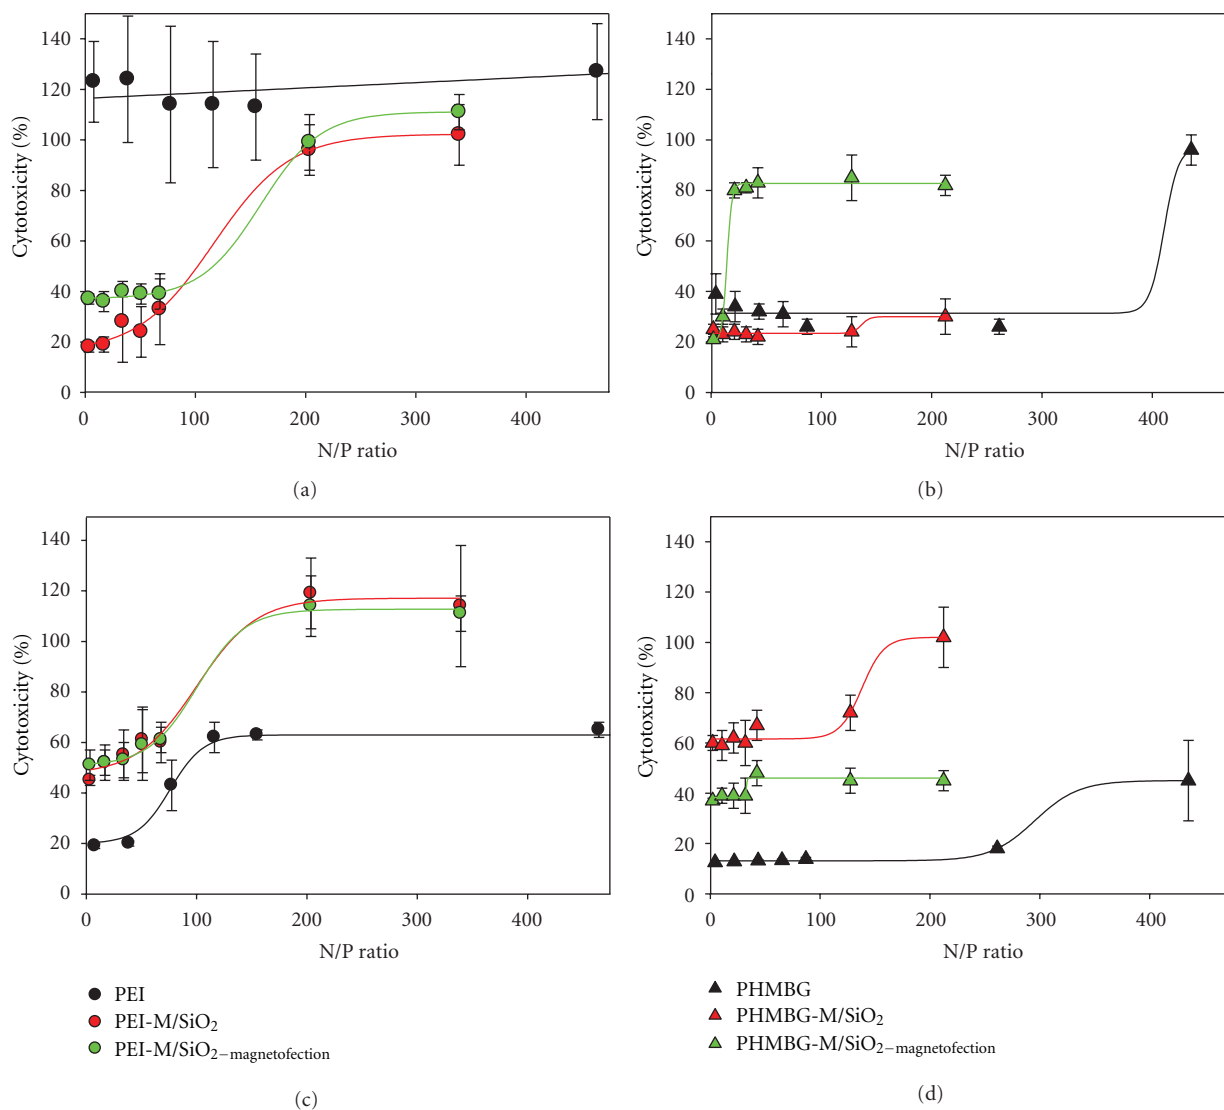 140
120
100
80
60
40
20
0
Cytotoxicity (%)
0 100 200 300 400
N/P ratio
(a)
140
120
100
80
60
40
20
0
Cytotoxicity (%)
0 100 200 300 400
N/P ratio
(b)
140
120
100
80
60
40
20
0
Cytotoxicity (%)
0 100 200 300 400
N/P ratio
PEI
PEI-M/SiO2
PEI-M/SiO2−magnetofection
(c)
140
120
100
80
60
40
20
0
Cytotoxicity (%)
0 100 200 300 400
N/P ratio
PHMBG
PHMBG-M/SiO2
PHMBG-M/SiO2−magnetofection
(d)